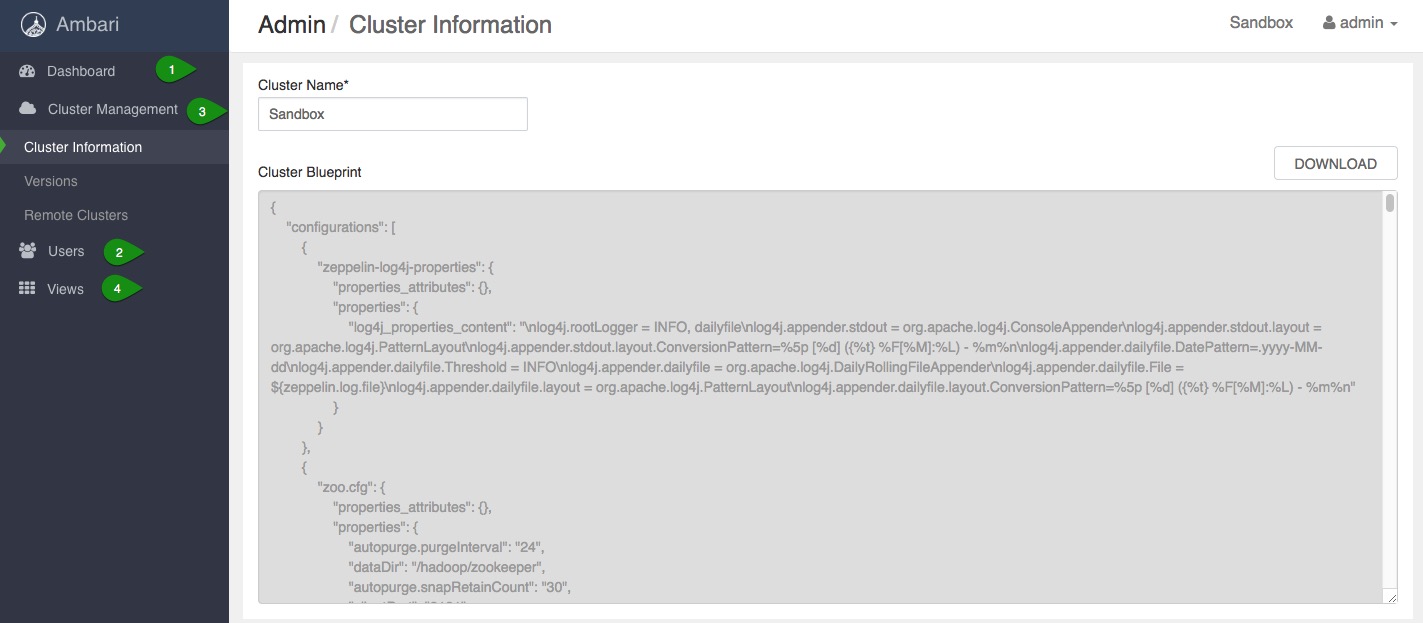 Ambari
Admin / Cluster Information
Sandbox
admin
Dashboard
1
Cluster Management
3
Cluster Information
Versions
Remote Clusters
Users
2
Views
4
Cluster Name*
Sandbox
Cluster Blueprint
DOWNLOAD
{
"configurations": [
{
"zeppelin-log4j-properties": {
"properties_attributes": {},
"properties": {
"log4j_properties_content": "\nlog4j.rootLogger = INFO, dailyfile\nlog4j.appender.stdout = org.apache.log4j.ConsoleAppender\nlog4j.appender.stdout.layout =
org.apache.log4j.PatternLayout\nlog4j.appender.stdout.layout.ConversionPattern=%5p [%d] ({%t} %F[%M]:%L) - %m%n\nlog4j.appender.dailyfile.DatePattern=.yyyy-MM-
dd\nlog4j.appender.dailyfile.Threshold = INFO\nlog4j.appender.dailyfile = org.apache.log4j.DailyRollingFileAppender\nlog4j.appender.dailyfile.File =
${zeppelin.log.file}\nlog4j.appender.dailyfile.layout = org.apache.log4j.PatternLayout\nlog4j.appender.dailyfile.layout.ConversionPattern=%5p [%d] ({%t} %F[%M]:%L) - %m%n"
}
}
},
{
"zoo.cfg": {
"properties_attributes": {},
"properties": {
"autopurge.purgeInterval": "24",
"dataDir": "/hadoop/zookeeper",
"autopurge.snapRetainCount": "30",